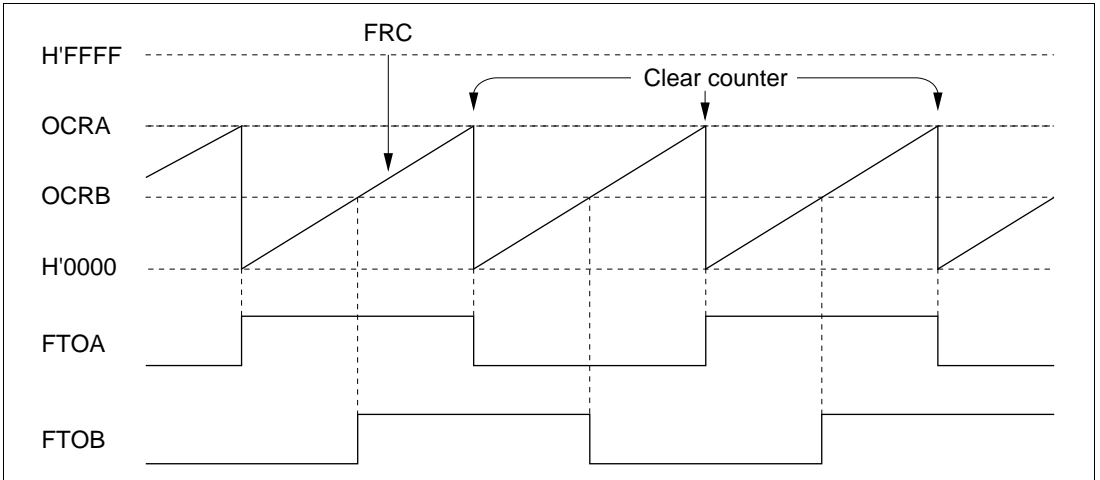 FRC
H'FFFF
Clear counter
OCRA
OCRB
H'0000
FTOA
FTOB